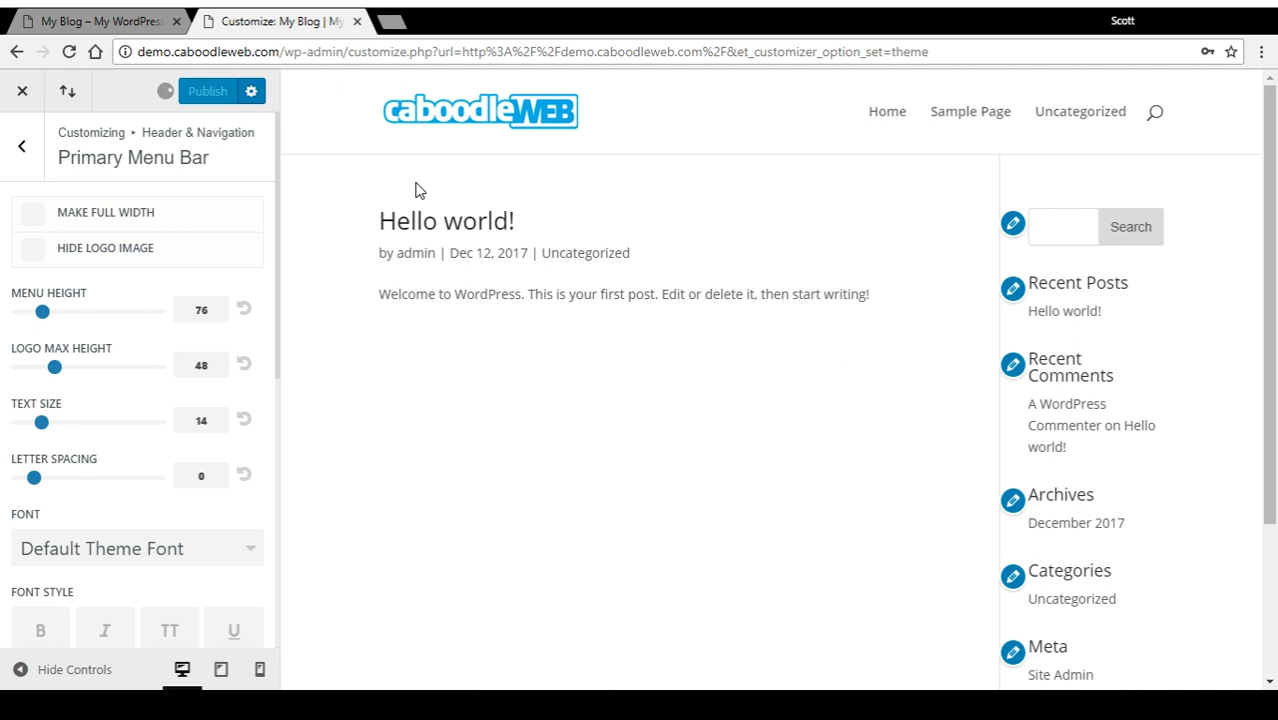 My Blog – My WordPress
Customize: My Blog | My
Scott
demo.caboodleweb.com/wp-admin/customize.php?url=http%3A%2F%2Fdemo.caboodleweb.com%2F&et_customizer_option_set=theme
Publish
Customizing ▸ Header & Navigation
Primary Menu Bar
MAKE FULL WIDTH
HIDE LOGO IMAGE
MENU HEIGHT
76
LOGO MAX HEIGHT
48
TEXT SIZE
14
LETTER SPACING
0
FONT
Default Theme Font
FONT STYLE
B I TT U
Hide Controls
caboodleWEB
Home Sample Page Uncategorized
Hello world!
by admin | Dec 12, 2017 | Uncategorized
Welcome to WordPress. This is your first post. Edit or delete it, then start writing!
Search
Recent Posts
Hello world!
Recent
Comments
A WordPress
Commenter on Hello
world!
Archives
December 2017
Categories
Uncategorized
Meta
Site Admin